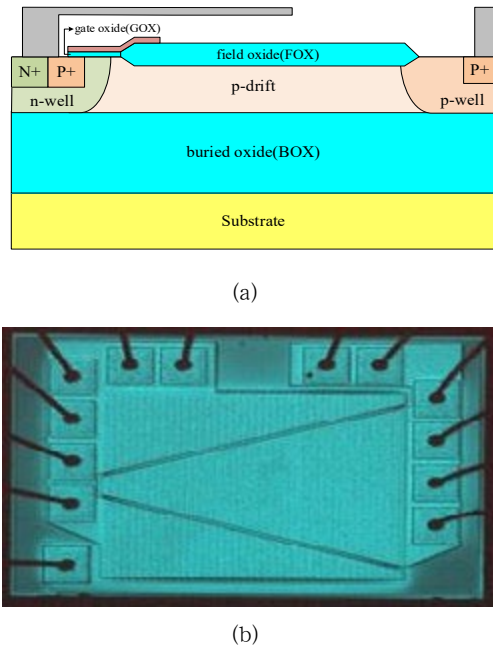 gate oxide(GOX)
field oxide(FOX)
N+ P+
P+
p-drift
n-well
p-well
buried oxide(BOX)
Substrate
(a)
(b)